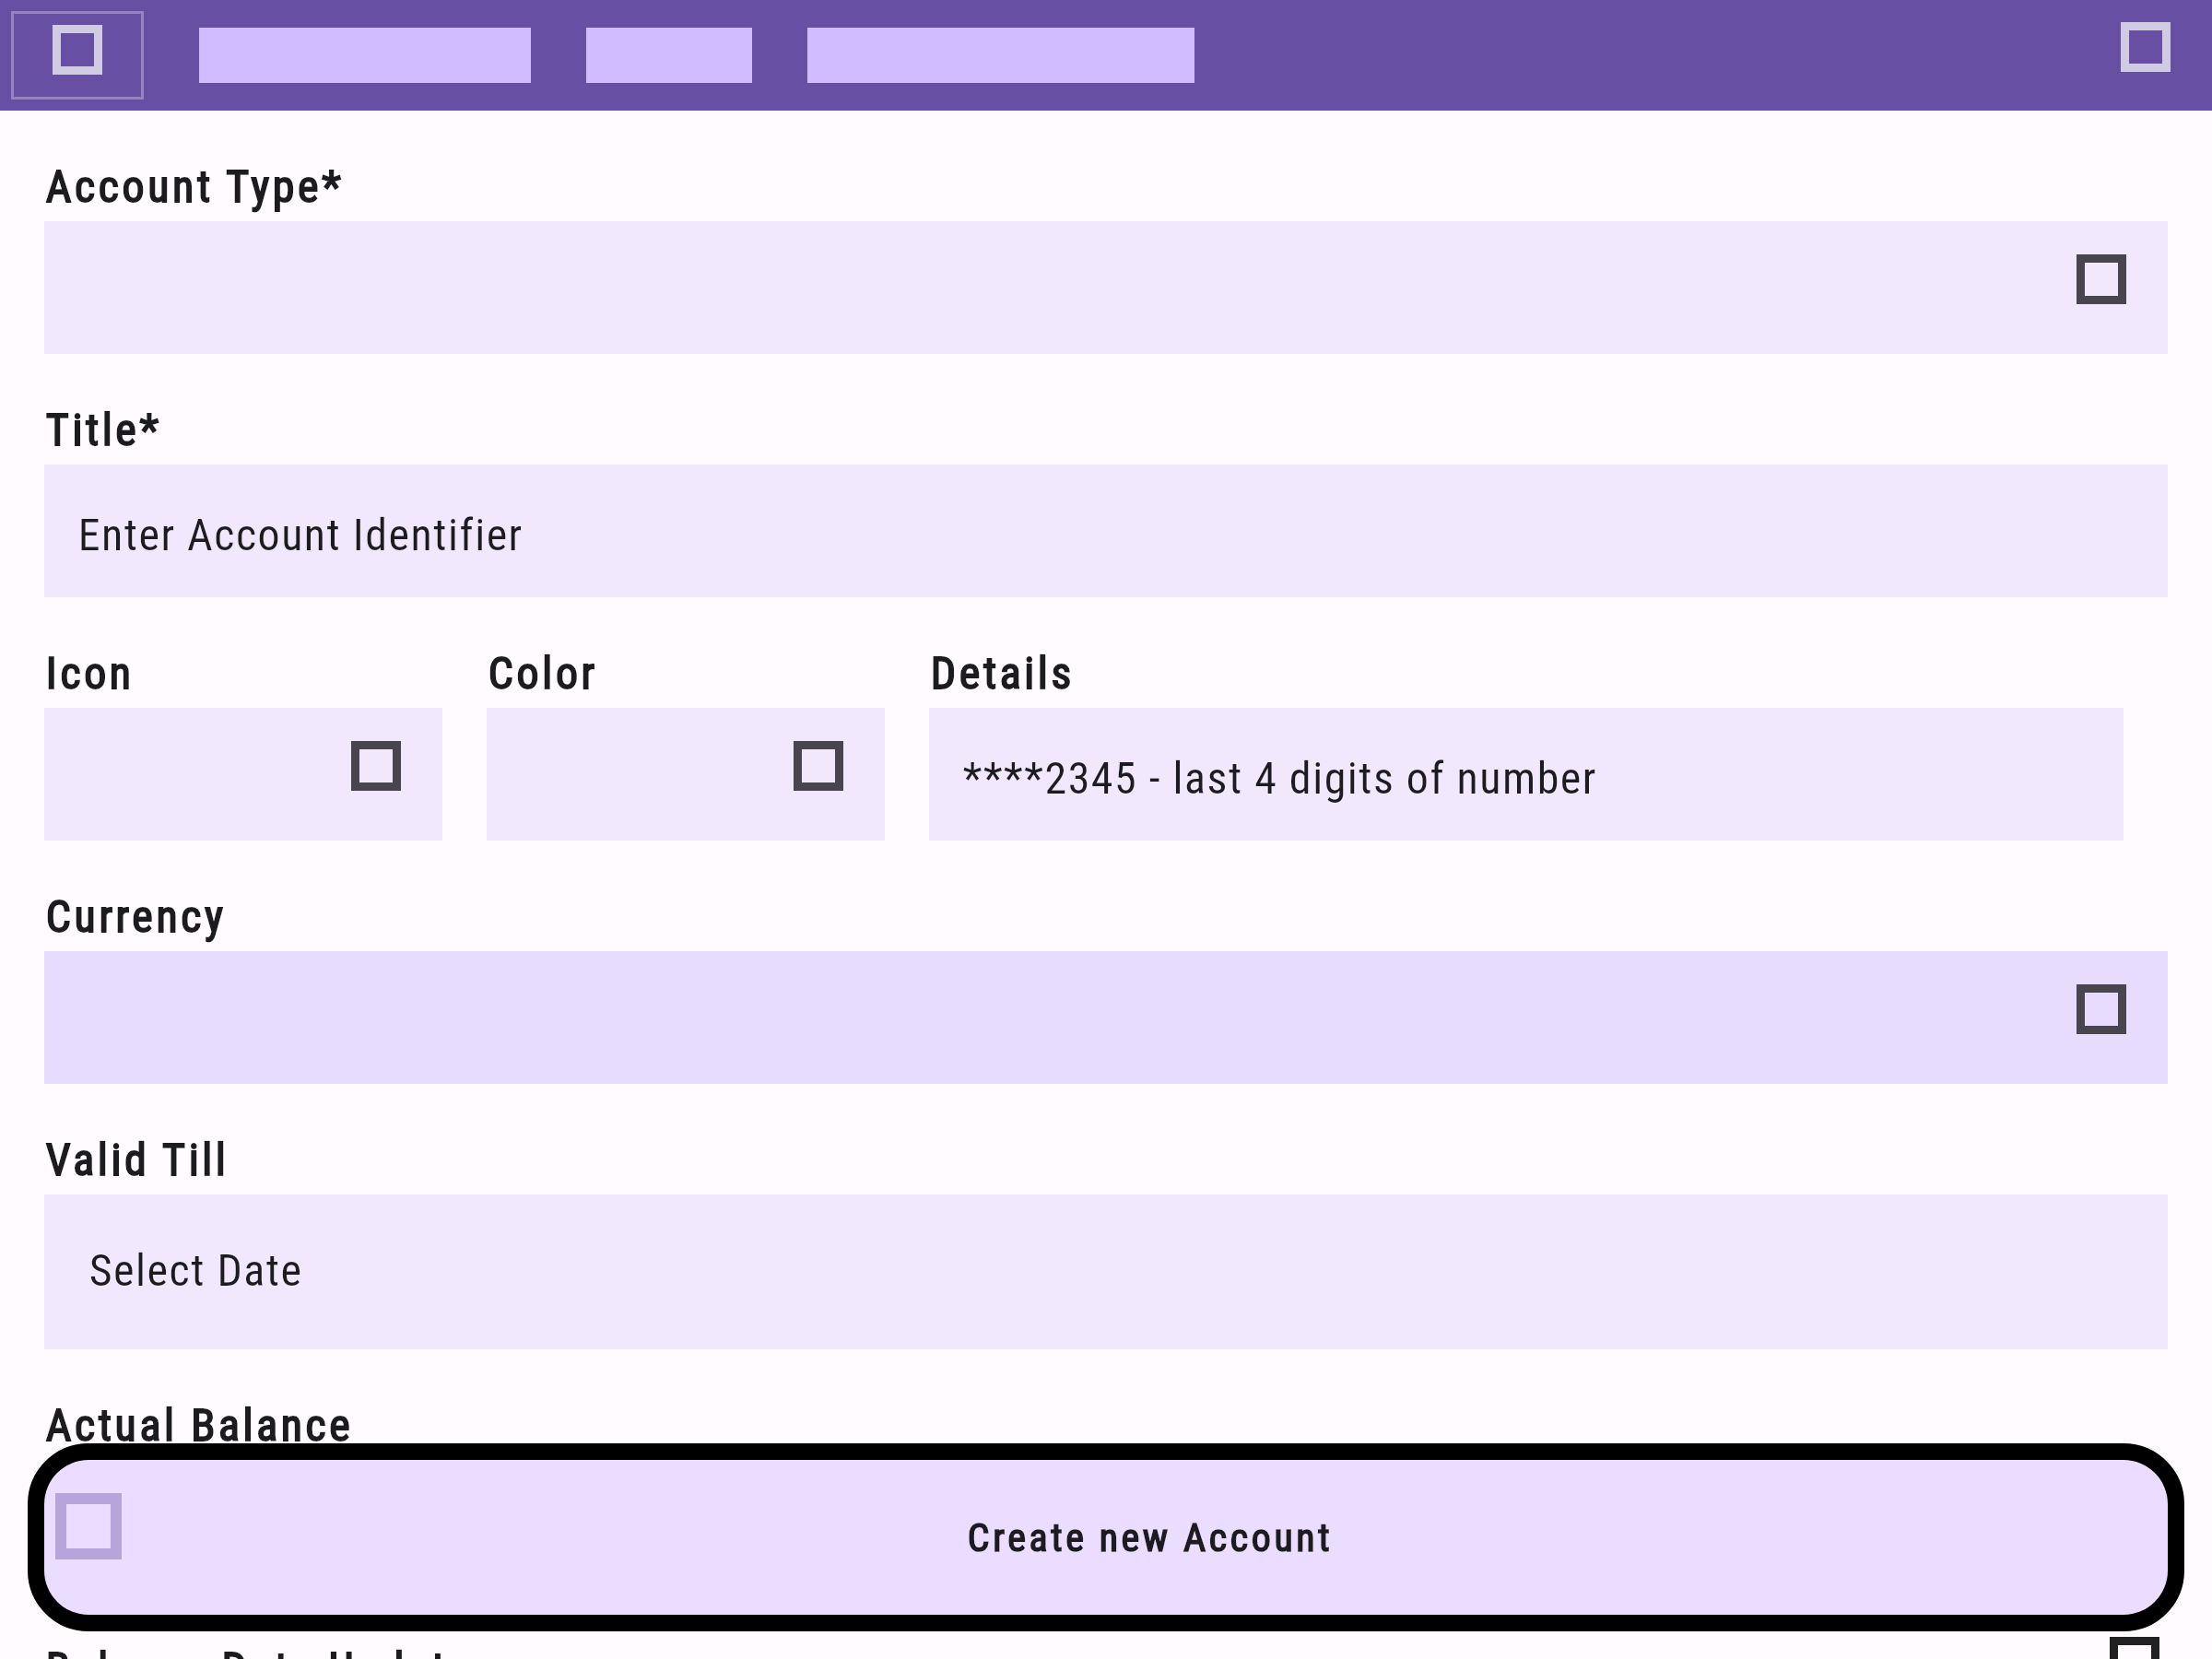 Account Type*
Title*
Enter Account Identifier
Icon Color Details
****2345 - last 4 digits of number
Currency
Valid Till
Select Date
Actual Balance
Create new Account